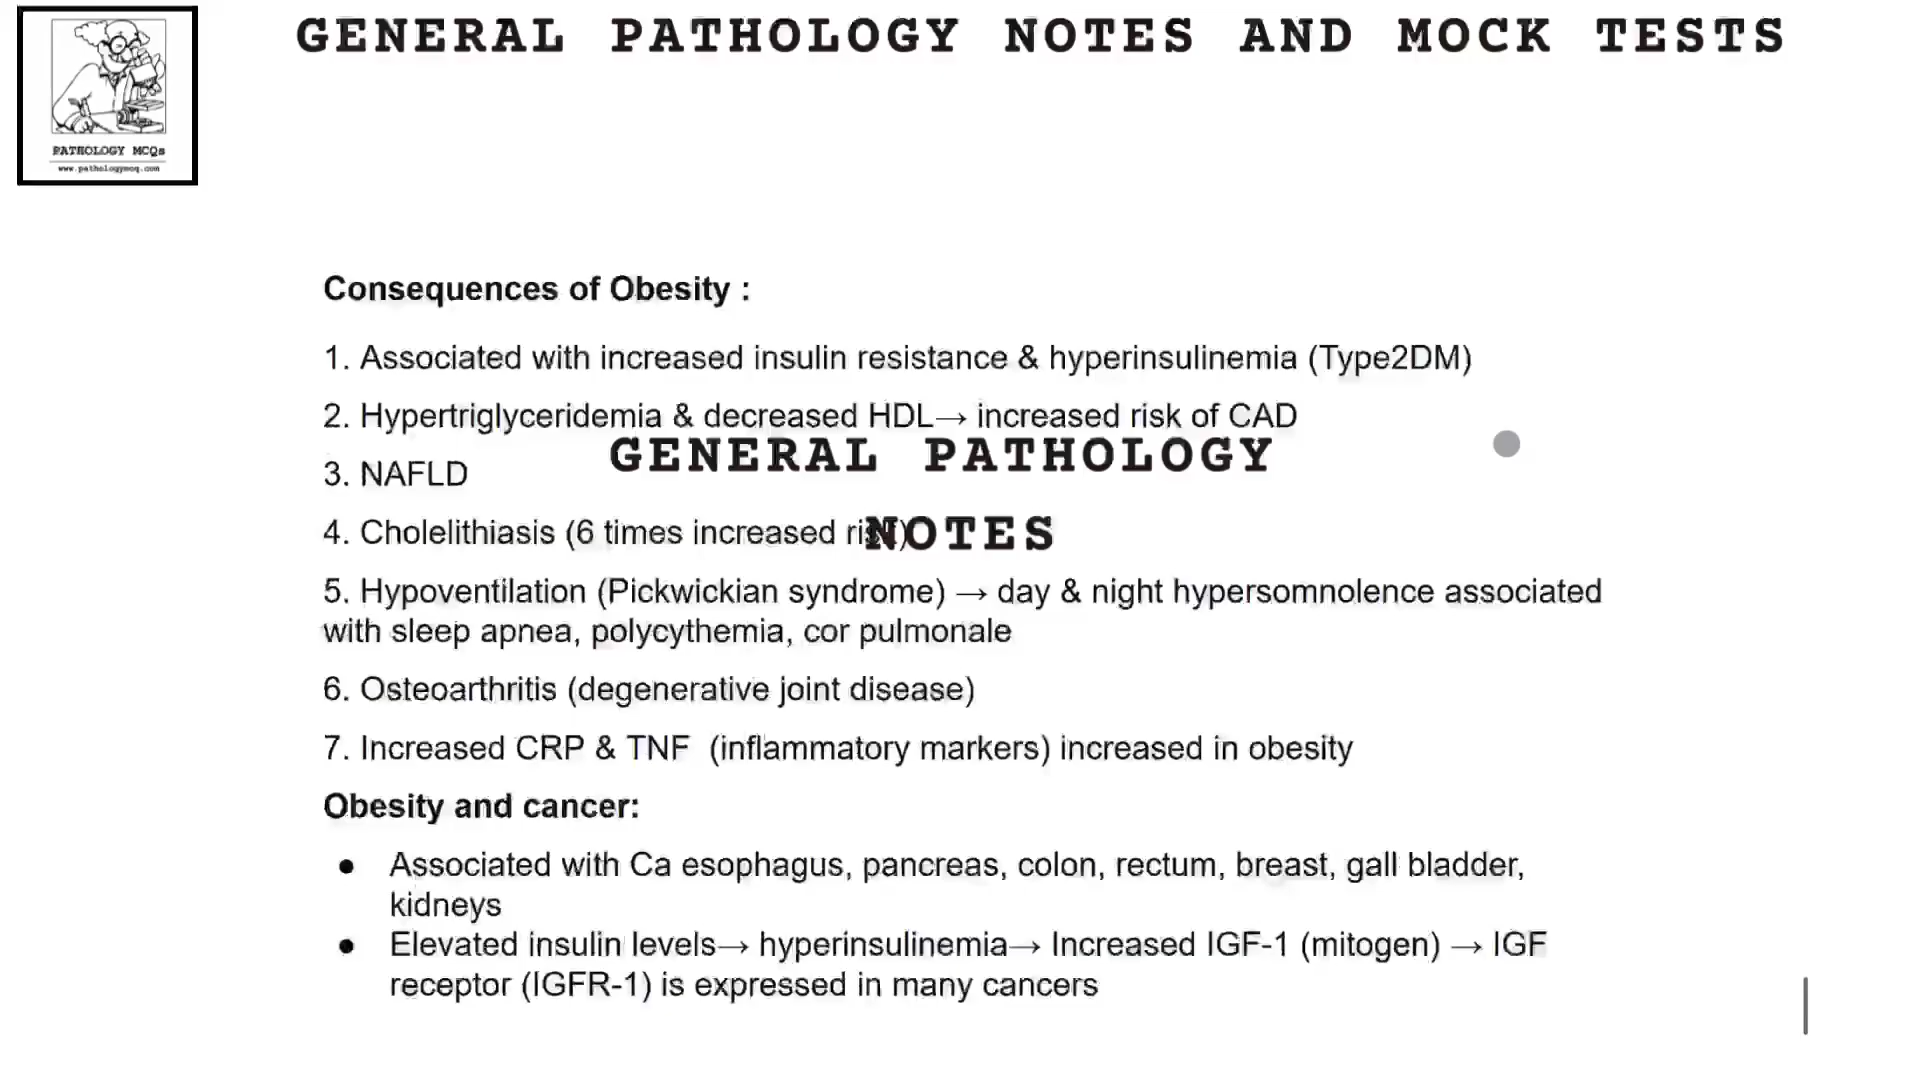 GENERAL PATHOLOGY NOTES AND MOCK TESTS
PATHOLOGY MCQs
www.pathologymcq.com
Consequences of Obesity :
1. Associated with increased insulin resistance & hyperinsulinemia (Type2DM)
2. Hypertriglyceridemia & decreased HDL→ increased risk of CAD
GENERAL PATHOLOGY
3. NAFLD
NOTES
4. Cholelithiasis (6 times increased risk)
5. Hypoventilation (Pickwickian syndrome) → day & night hypersomnolence associated
with sleep apnea, polycythemia, cor pulmonale
6. Osteoarthritis (degenerative joint disease)
7. Increased CRP & TNF (inflammatory markers) increased in obesity
Obesity and cancer:
● Associated with Ca esophagus, pancreas, colon, rectum, breast, gall bladder,
kidneys
● Elevated insulin levels→ hyperinsulinemia→ Increased IGF-1 (mitogen) → IGF
receptor (IGFR-1) is expressed in many cancers